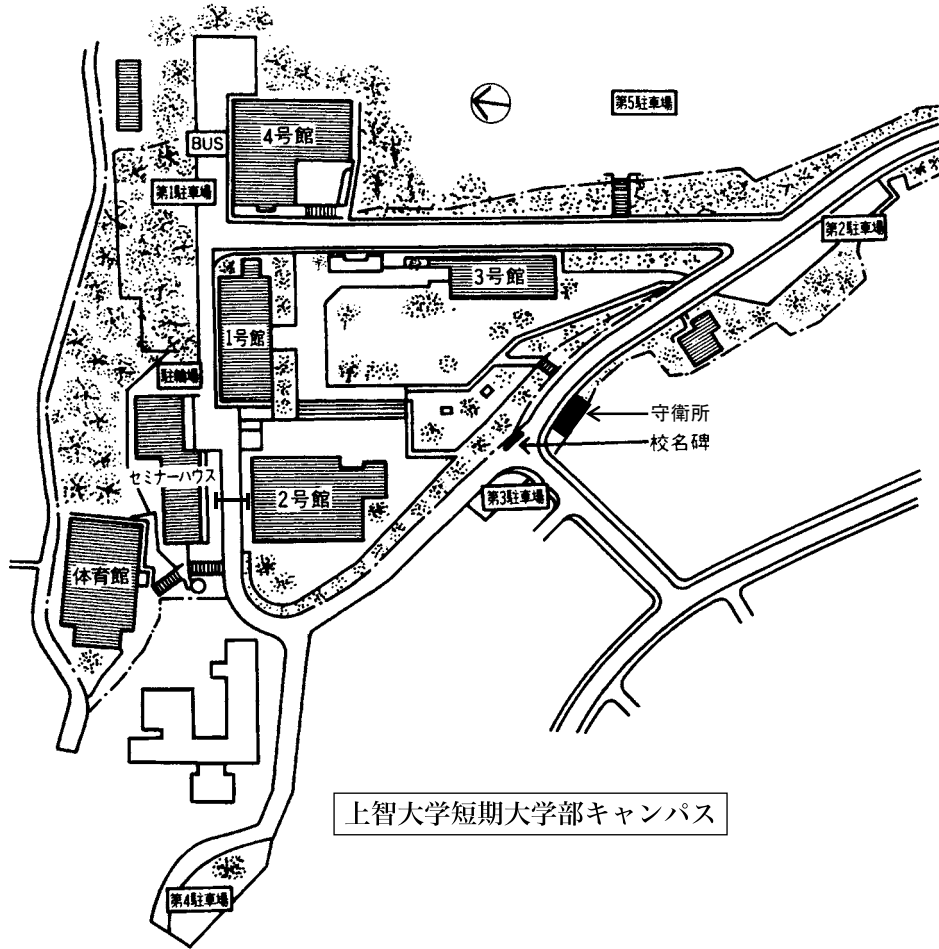 第5駐車場
4号館
BUS
第1駐車場
第2駐車場
3号館
1号館
駐輪場
守衛所
校名碑
セミナーハウス
2号館
第3駐車場
体育館
上智大学短期大学部キャンパス
第4駐車場